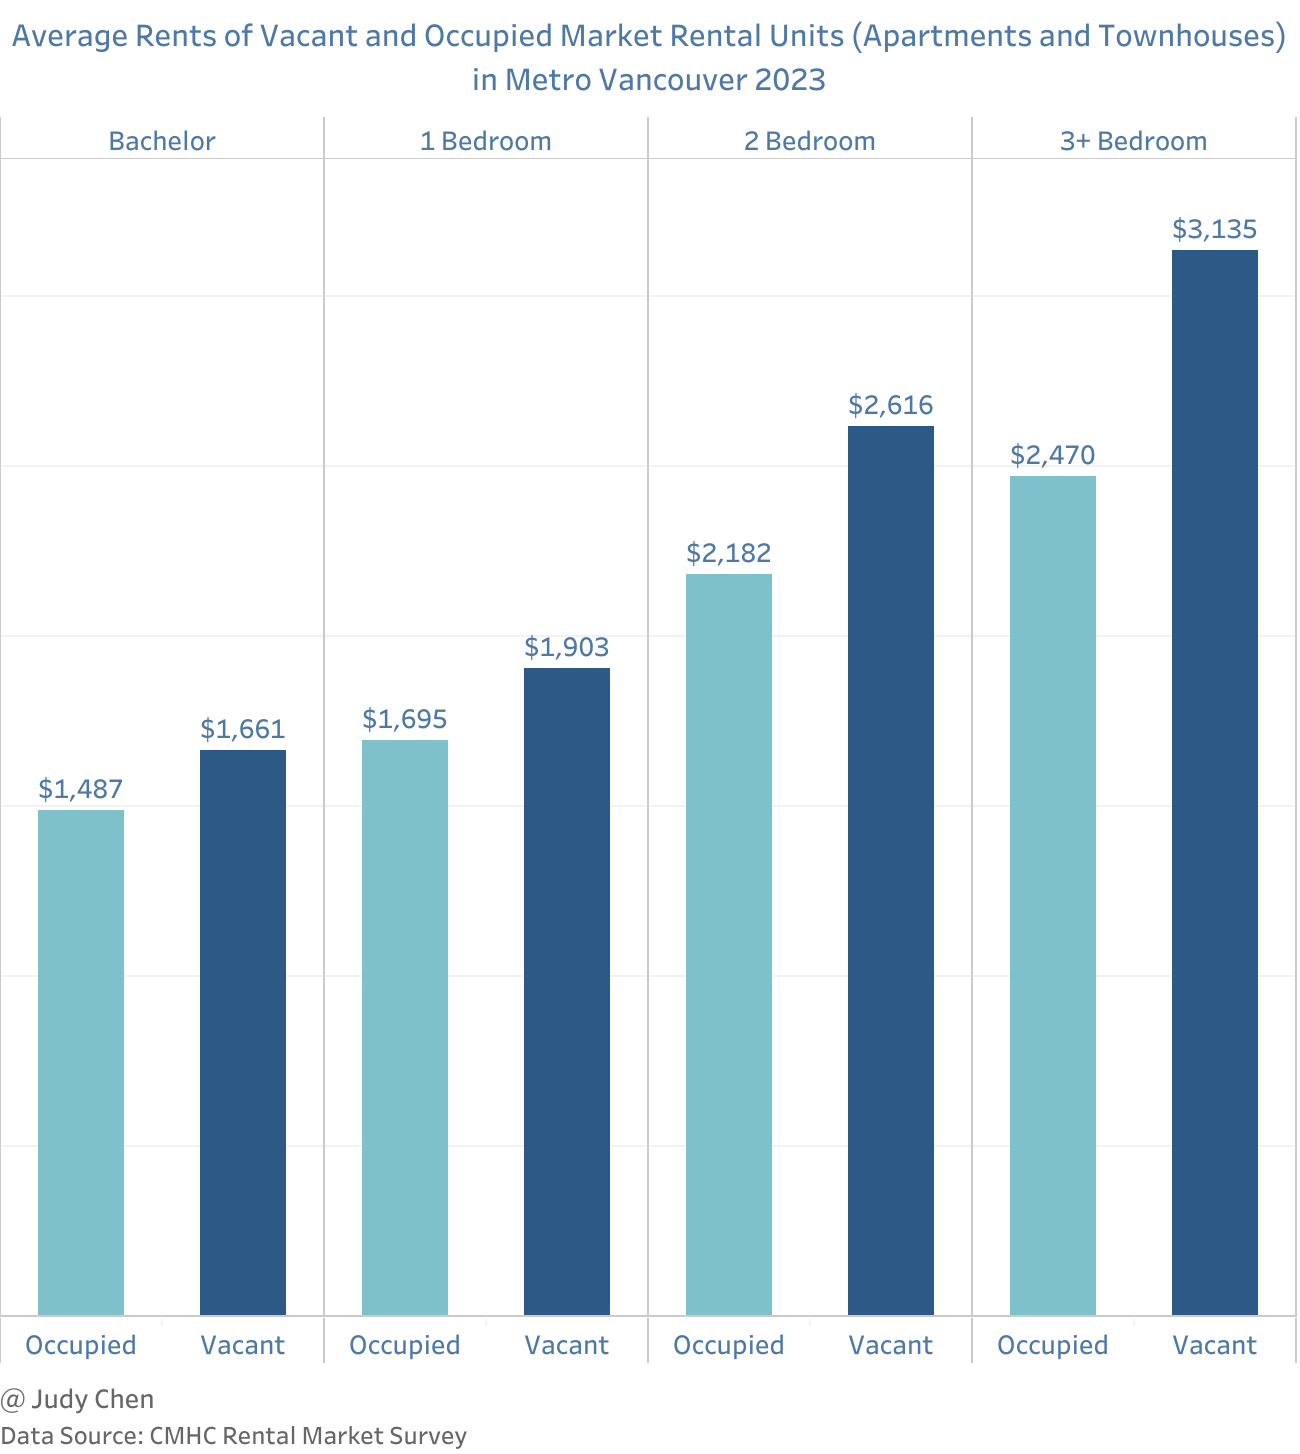 Average Rents of Vacant and Occupied Market Rental Units (Apartments and Townhouses)
in Metro Vancouver 2023
Bachelor
1 Bedroom
2 Bedroom
3+ Bedroom
$1,487
$1,661
$1,695
$1,903
$2,182
$2,616
$2,470
$3,135
Occupied
Vacant
Occupied
Vacant
Occupied
Vacant
Occupied
Vacant
@ Judy Chen
Data Source: CMHC Rental Market Survey